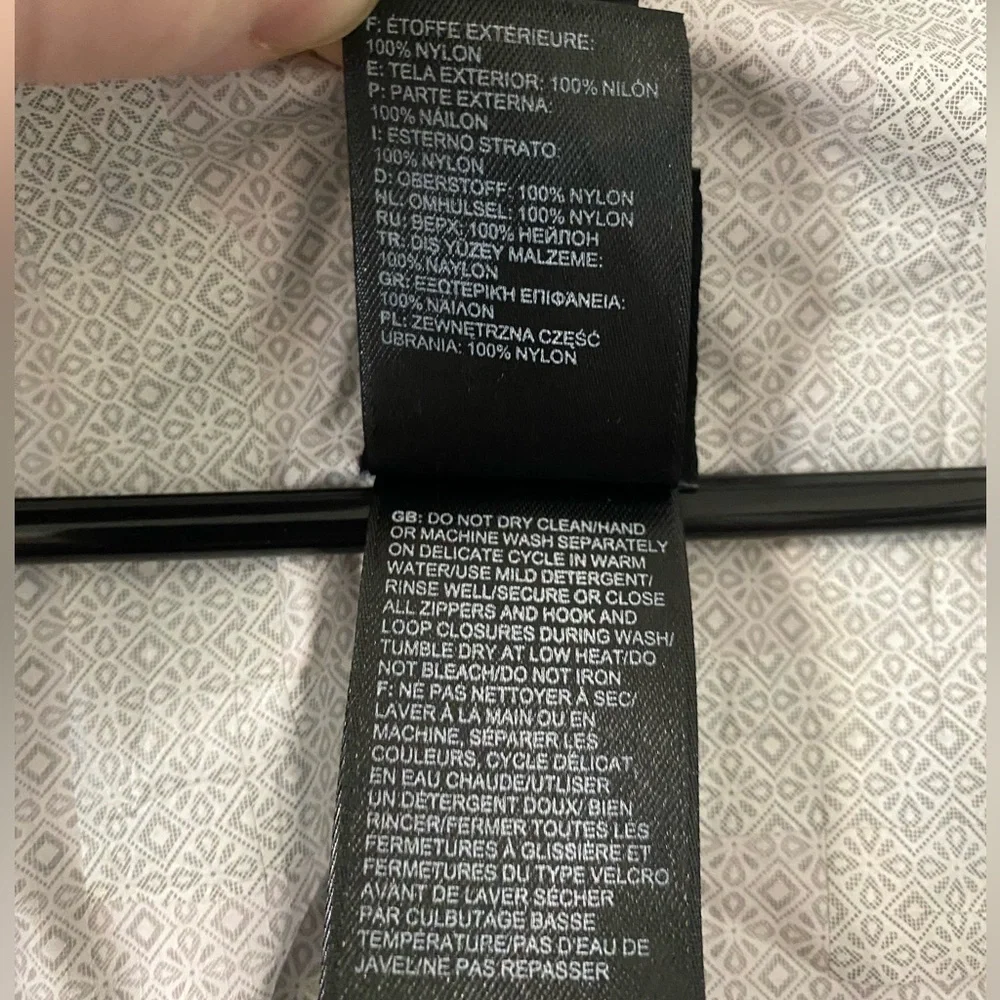 F: ÉTOFFE EXTÉRIEURE:
100% NYLON
E: TELA EXTERIOR: 100% NILÓN
P: PARTE EXTERNA:
100% NÁILON
I: ESTERNO STRATO:
100% NYLON
D: OBERSTOFF: 100% NYLON
NL: OMHULSEL: 100% NYLON
RU: ВЕРХ: 100% НЕЙЛОН
TR: DIŞ YÜZEY MALZEME:
100% NAYLON
GR: ΕΞΩΤΕΡΙΚΗ ΕΠΙΦΆΝΕΙΑ:
100% ΝΆΙΛΟΝ
PL: ZEWNĘTRZNA CZĘŚĆ
UBRANIA: 100% NYLON
GB: DO NOT DRY CLEAN/HAND
OR MACHINE WASH SEPARATELY
ON DELICATE CYCLE IN WARM
WATER/USE MILD DETERGENT/
RINSE WELL/SECURE OR CLOSE
ALL ZIPPERS AND HOOK AND
LOOP CLOSURES DURING WASH/
TUMBLE DRY AT LOW HEAT/DO
NOT BLEACH/DO NOT IRON
F: NE PAS NETTOYER À SEC/
LAVER À LA MAIN OU EN
MACHINE, SÉPARER LES
COULEURS, CYCLE DÉLICAT,
EN EAU CHAUDE/UTLISER
UN DÉTERGENT DOUX/ BIEN
RINCER/FERMER TOUTES LES
FERMETURES À GLISSIÈRE ET
FERMETURES DU TYPE VELCRO
AVANT DE LAVER SÉCHER
PAR CULBUTAGE BASSE
TEMPÉRATURE/PAS D'EAU DE
JAVEL/NE PAS REPASSER